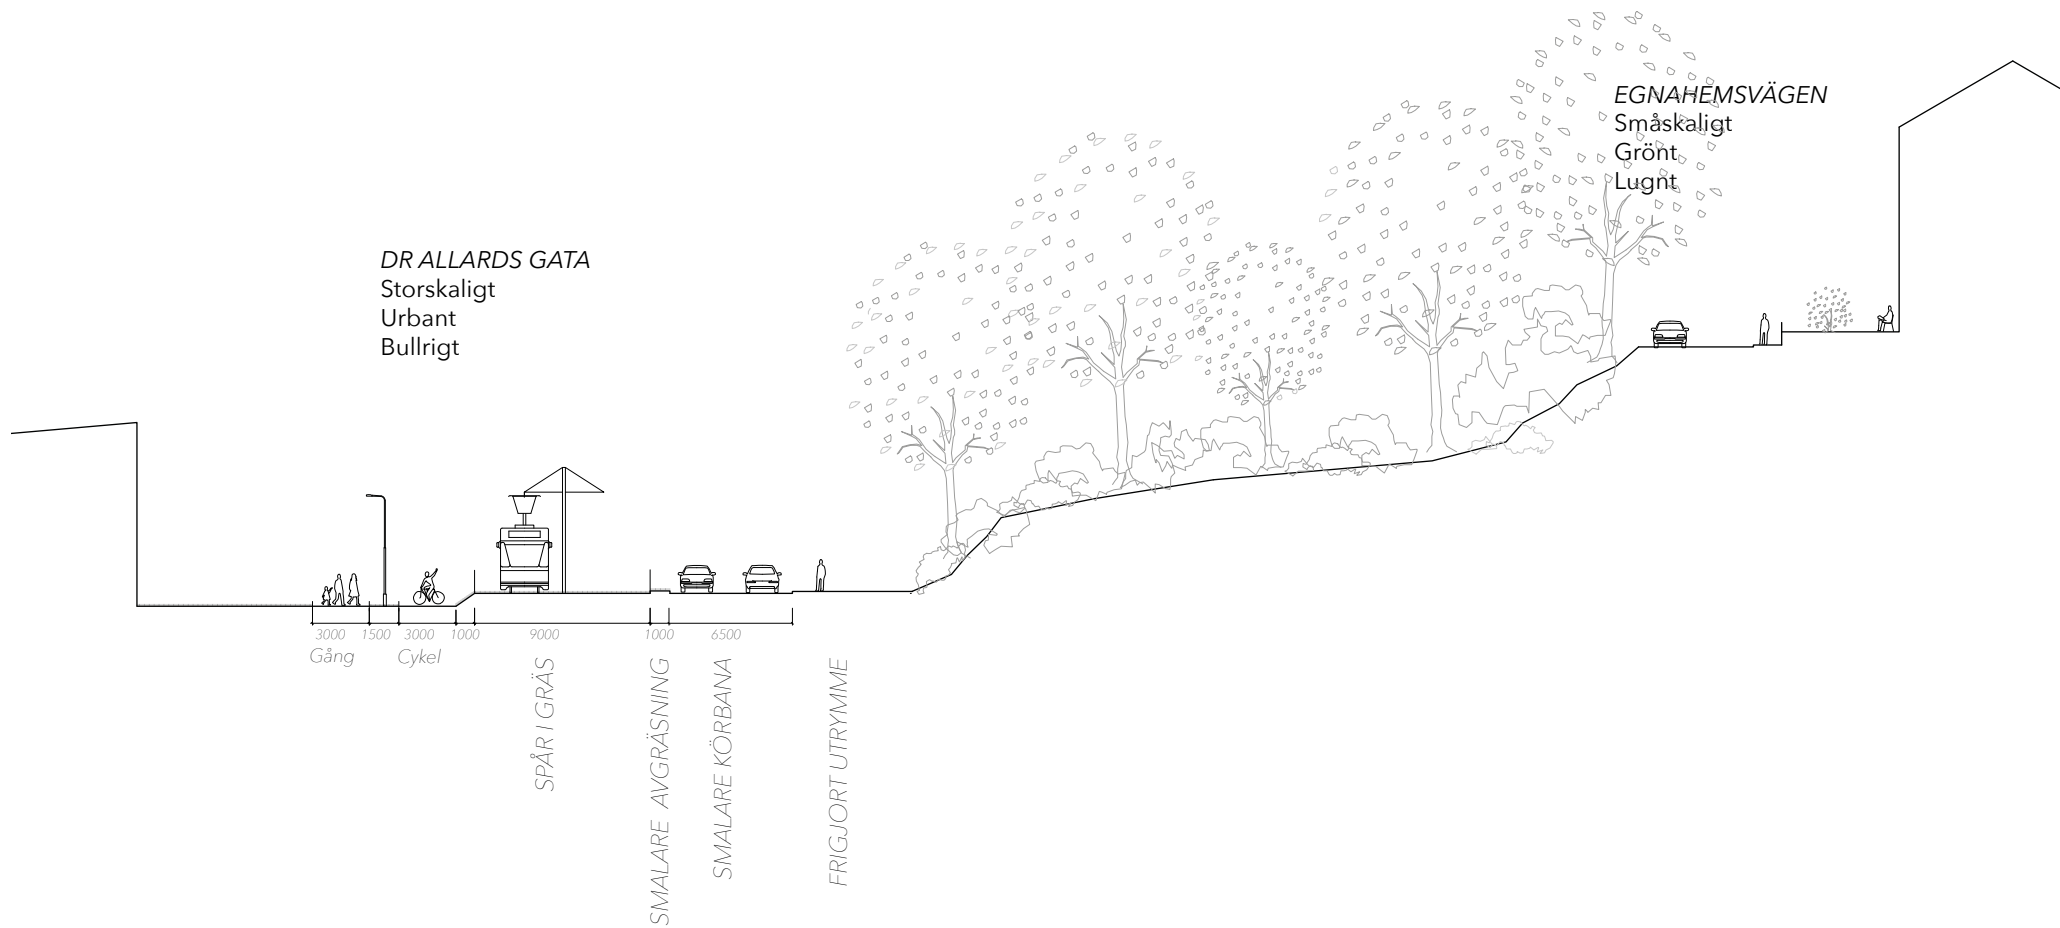 EGNAHEMSVÄGEN
Småskaligt
Grönt
Lugnt
DR ALLARDS GATA
Storskaligt
Urbant
Bullrigt
3000 1500 3000 1000 9000 1000 6500
Gång Cykel
SPÅR I GRÄS
SMALARE AVGRÄSNING
SMALARE KÖRBANA
FRIGJORT UTRYMME